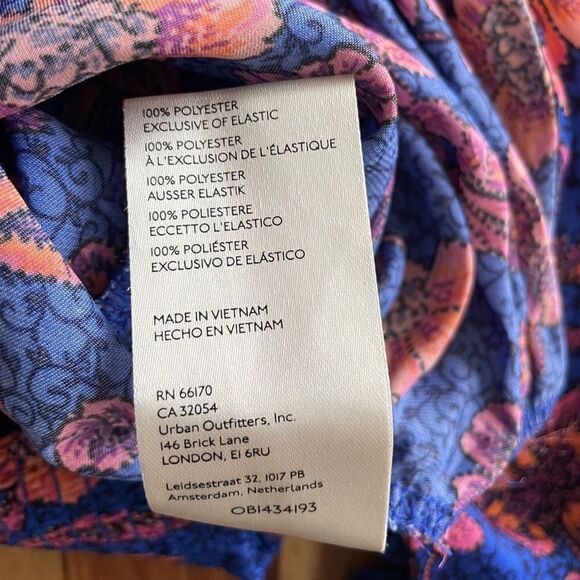 100% POLYESTER
EXCLUSIVE OF ELASTIC
100% POLYESTER
À L'EXCLUSION DE L'ÉLASTIQUE
100% POLYESTER
AUSSER ELASTIK
100% POLIESTERE
ECCETTO L'ELASTICO
100% POLIÉSTER
EXCLUSIVO DE ELÁSTICO
MADE IN VIETNAM
HECHO EN VIETNAM
RN 66170
CA 32054
Urban Outfitters, Inc.
146 Brick Lane
LONDON, E1 6RU
Leidsestraat 32, 1017 PB
Amsterdam, Netherlands
OB1434193